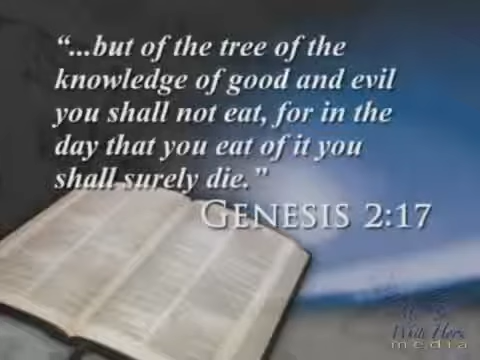 “...but of the tree of the
knowledge of good and evil
you shall not eat, for in the
day that you eat of it you
shall surely die.”
GENESIS 2:17
media